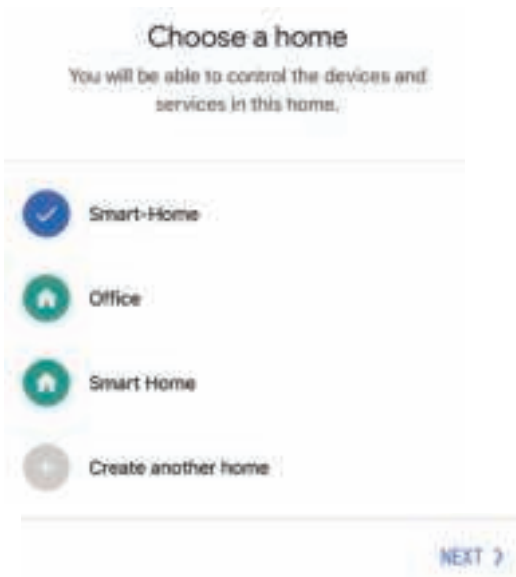 Choose a home
You will be able to control the devices and
services in this home.
Smart-Home
Office
Smart Home
Create another home
NEXT